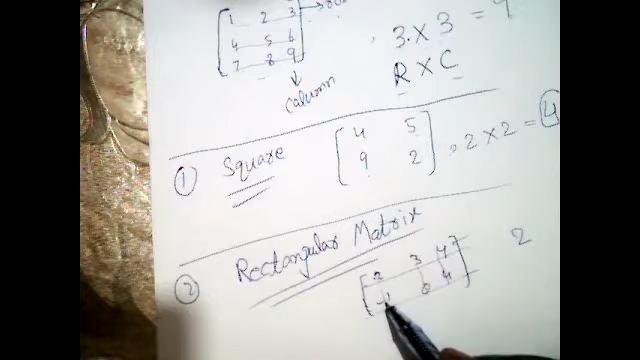 1 2 3
4 5 6 3 × 3 = 9
7 8 9 R × C
column
① Square [4 5
9 2] , 2 × 2 = 4
② Rectangular Matrix
2 3 4 2
-1 4